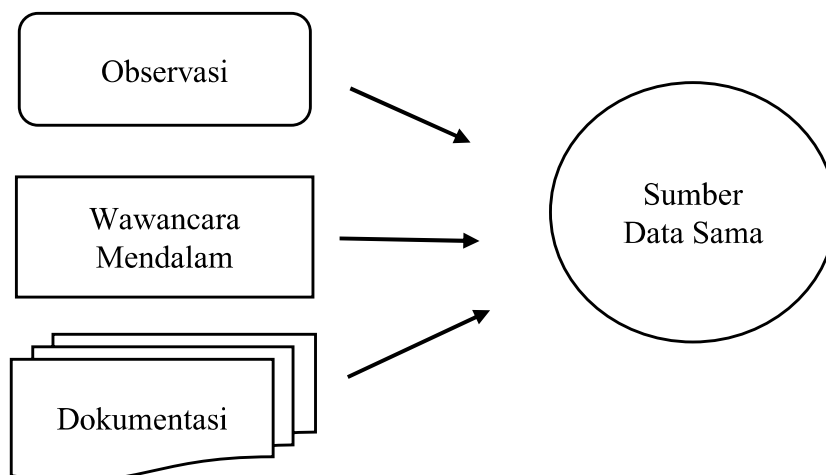 Observasi
Wawancara
Mendalam
Dokumentasi
Sumber
Data Sama